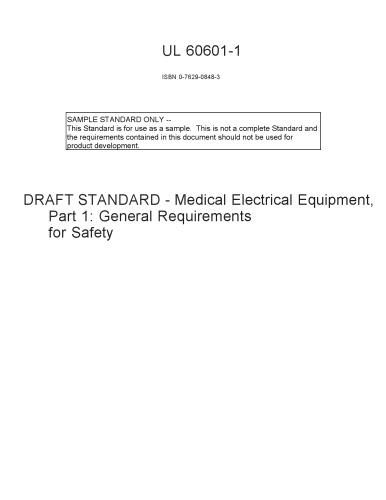 UL 60601-1
ISBN 0-7629-0848-3
SAMPLE STANDARD ONLY --
This Standard is for use as a sample. This is not a complete Standard and
the requirements contained in this document should not be used for
product development.
DRAFT STANDARD - Medical Electrical Equipment,
Part 1: General Requirements
for Safety